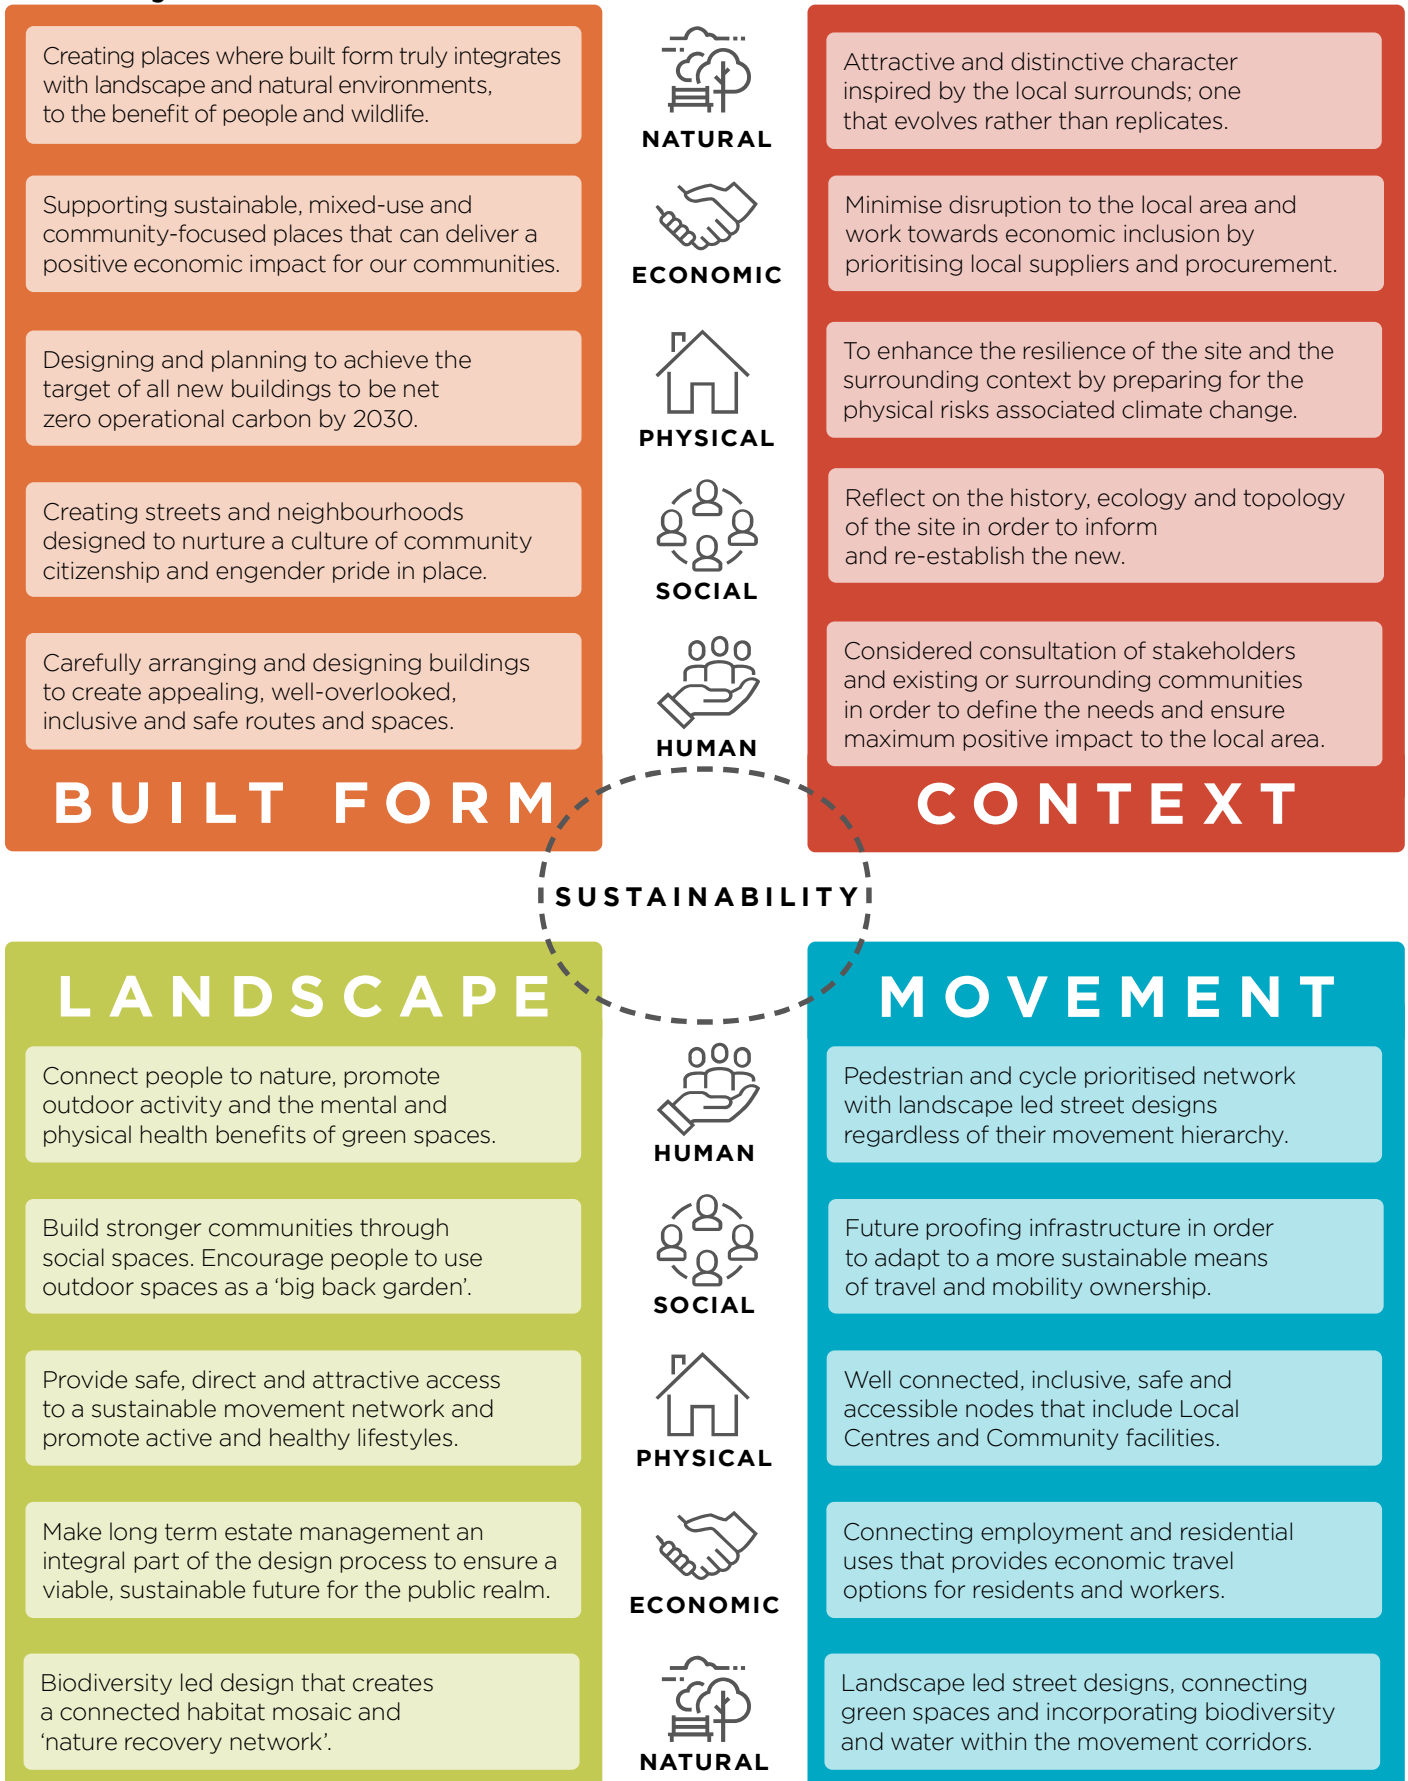 Creating places where built form truly integrates
with landscape and natural environments,
to the benefit of people and wildlife.
NATURAL
Attractive and distinctive character
inspired by the local surrounds; one
that evolves rather than replicates.
Supporting sustainable, mixed-use and
community-focused places that can deliver a
positive economic impact for our communities.
ECONOMIC
Minimise disruption to the local area and
work towards economic inclusion by
prioritising local suppliers and procurement.
Designing and planning to achieve the
target of all new buildings to be net
zero operational carbon by 2030.
PHYSICAL
To enhance the resilience of the site and the
surrounding context by preparing for the
physical risks associated climate change.
Creating streets and neighbourhoods
designed to nurture a culture of community
citizenship and engender pride in place.
SOCIAL
Reflect on the history, ecology and topology
of the site in order to inform
and re-establish the new.
Carefully arranging and designing buildings
to create appealing, well-overlooked,
inclusive and safe routes and spaces.
HUMAN
Considered consultation of stakeholders
and existing or surrounding communities
in order to define the needs and ensure
maximum positive impact to the local area.
BUILT FORM
CONTEXT
SUSTAINABILITY
LANDSCAPE
MOVEMENT
Connect people to nature, promote
outdoor activity and the mental and
physical health benefits of green spaces.
HUMAN
Pedestrian and cycle prioritised network
with landscape led street designs
regardless of their movement hierarchy.
Build stronger communities through
social spaces. Encourage people to use
outdoor spaces as a ‘big back garden’.
SOCIAL
Future proofing infrastructure in order
to adapt to a more sustainable means
of travel and mobility ownership.
Provide safe, direct and attractive access
to a sustainable movement network and
promote active and healthy lifestyles.
PHYSICAL
Well connected, inclusive, safe and
accessible nodes that include Local
Centres and Community facilities.
Make long term estate management an
integral part of the design process to ensure a
viable, sustainable future for the public realm.
ECONOMIC
Connecting employment and residential
uses that provides economic travel
options for residents and workers.
Biodiversity led design that creates
a connected habitat mosaic and
‘nature recovery network’.
NATURAL
Landscape led street designs, connecting
green spaces and incorporating biodiversity
and water within the movement corridors.